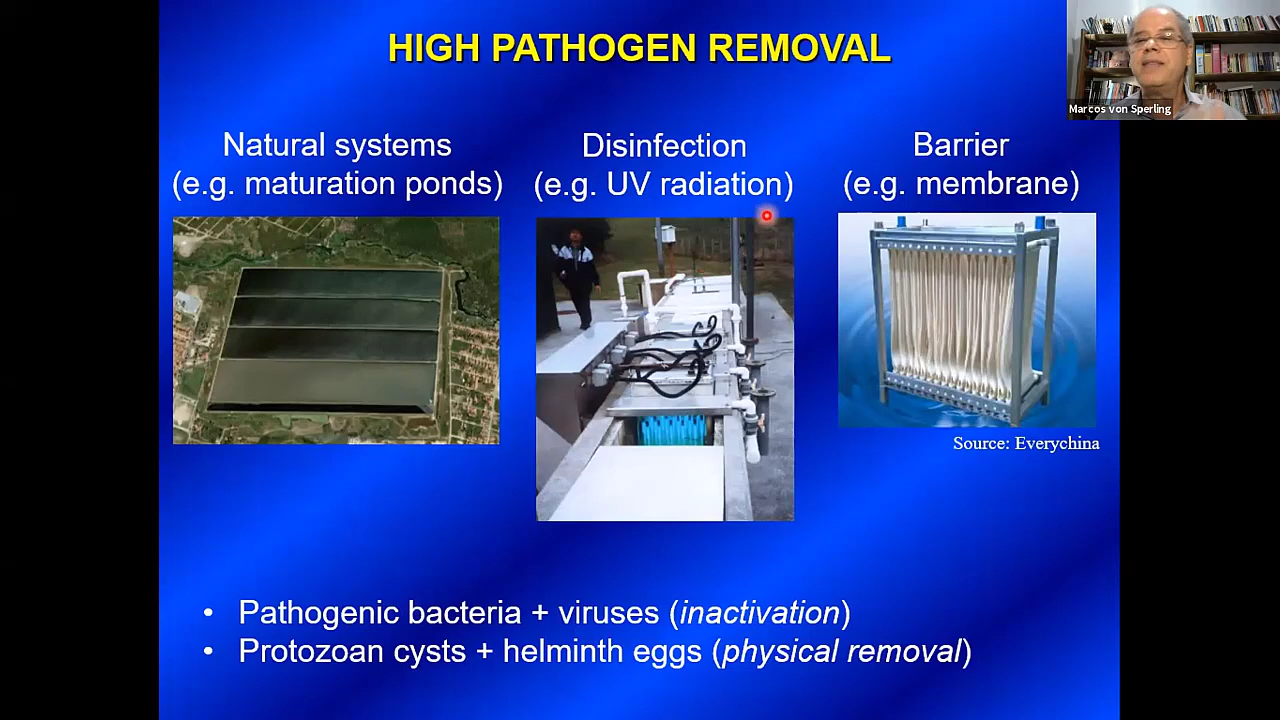 HIGH PATHOGEN REMOVAL
Marcos von Sperling
Natural systems
(e.g. maturation ponds)
Disinfection
(e.g. UV radiation)
Barrier
(e.g. membrane)
Source: Everychina
• Pathogenic bacteria + viruses (inactivation)
• Protozoan cysts + helminth eggs (physical removal)